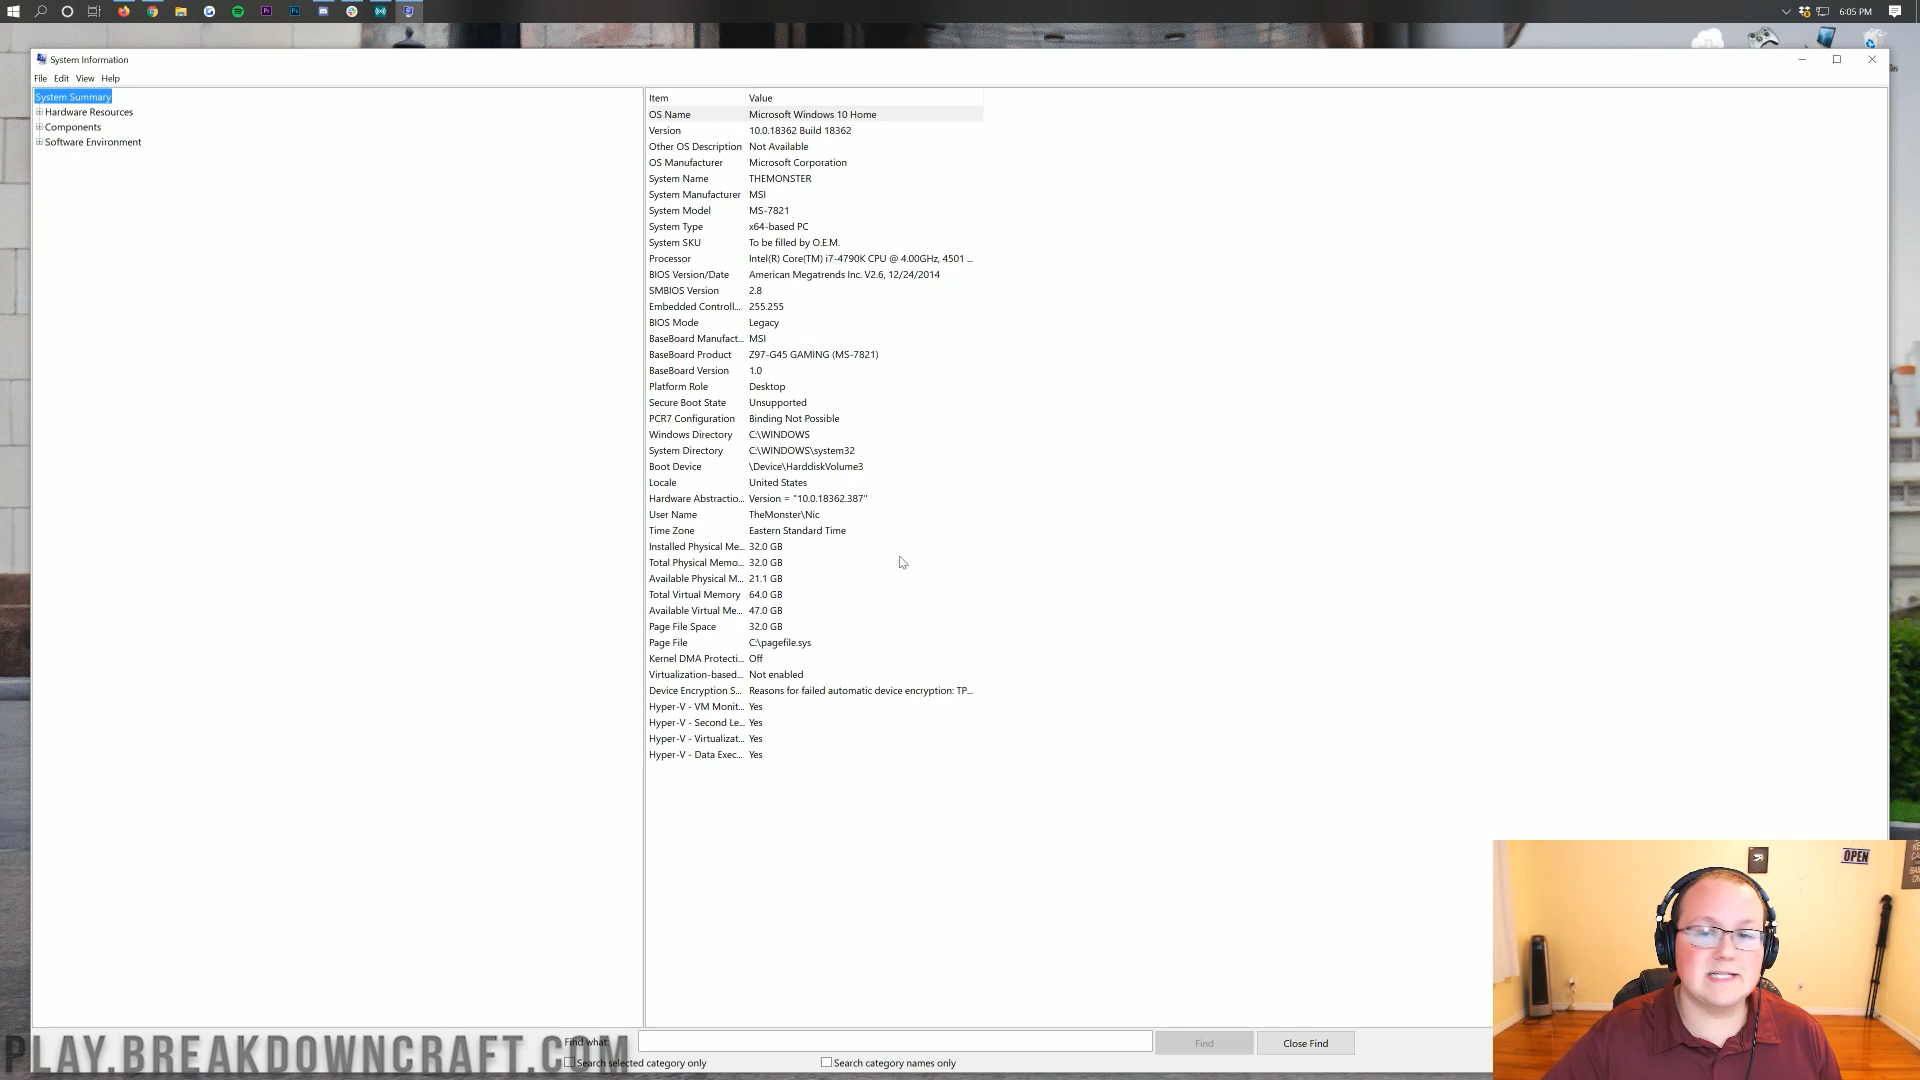 6:05 PM
System Information
File Edit View Help
System Summary
Hardware Resources
Components
Software Environment
Item Value
OS Name Microsoft Windows 10 Home
Version 10.0.18362 Build 18362
Other OS Description Not Available
OS Manufacturer Microsoft Corporation
System Name THEMONSTER
System Manufacturer MSI
System Model MS-7821
System Type x64-based PC
System SKU To be filled by O.E.M.
Processor Intel(R) Core(TM) i7-4790K CPU @ 4.00GHz, 4501 ...
BIOS Version/Date American Megatrends Inc. V2.6, 12/24/2014
SMBIOS Version 2.8
Embedded Controll... 255.255
BIOS Mode Legacy
BaseBoard Manufact... MSI
BaseBoard Product Z97-G45 GAMING (MS-7821)
BaseBoard Version 1.0
Platform Role Desktop
Secure Boot State Unsupported
PCR7 Configuration Binding Not Possible
Windows Directory C:\WINDOWS
System Directory C:\WINDOWS\system32
Boot Device \Device\HarddiskVolume3
Locale United States
Hardware Abstractio... Version = "10.0.18362.387"
User Name TheMonster\Nic
Time Zone Eastern Standard Time
Installed Physical Me... 32.0 GB
Total Physical Memo... 32.0 GB
Available Physical M... 21.1 GB
Total Virtual Memory 64.0 GB
Available Virtual Me... 47.0 GB
Page File Space 32.0 GB
Page File C:\pagefile.sys
Kernel DMA Protecti... Off
Virtualization-based... Not enabled
Device Encryption S... Reasons for failed automatic device encryption: TP...
Hyper-V - VM Monit... Yes
Hyper-V - Second Le... Yes
Hyper-V - Virtualizat... Yes
Hyper-V - Data Exec... Yes
OPEN
PLAY.BREAKDOWNCRAFT.COM
Find what:
Find Close Find
Search selected category only Search category names only